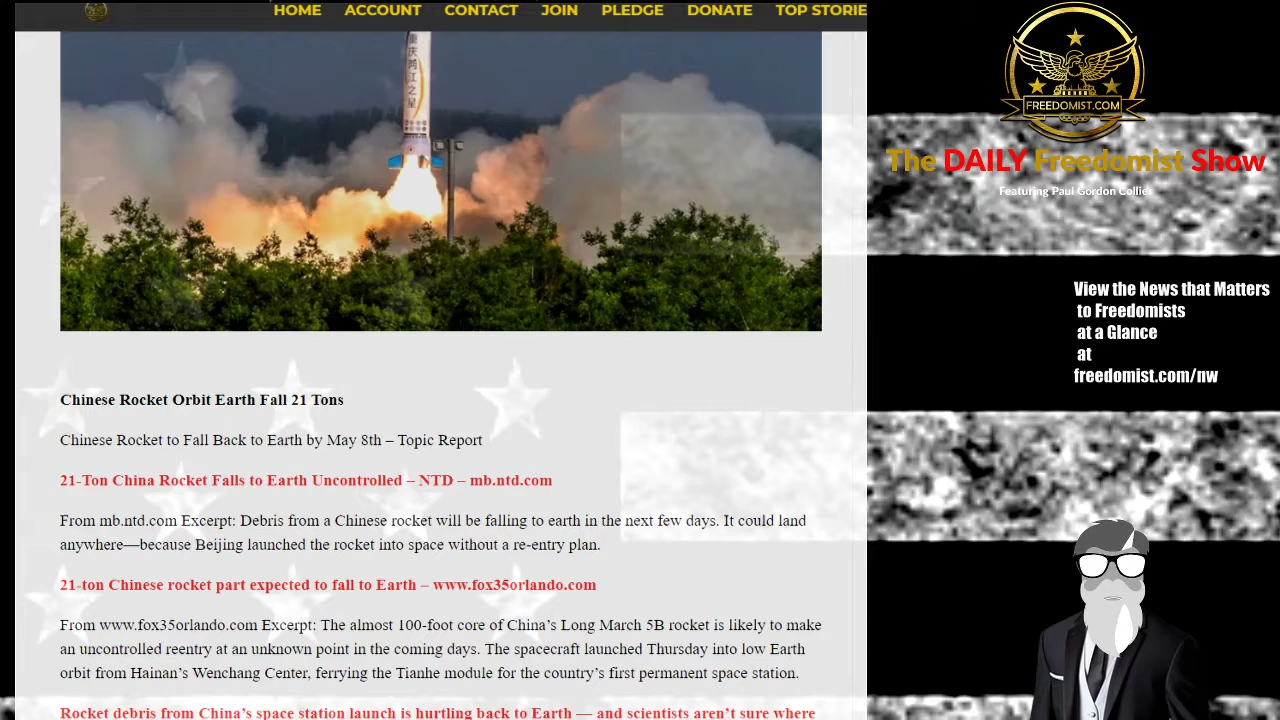 HOME ACCOUNT CONTACT JOIN PLEDGE DONATE TOP STORIE
重庆两江之星
FREEDOMIST.COM
The DAILY Freedomist Show
Featuring Paul Gordon Collier
View the News that Matters
to Freedomists
at a Glance
at
freedomist.com/nw
Chinese Rocket Orbit Earth Fall 21 Tons
Chinese Rocket to Fall Back to Earth by May 8th – Topic Report
21-Ton China Rocket Falls to Earth Uncontrolled – NTD – mb.ntd.com
From mb.ntd.com Excerpt: Debris from a Chinese rocket will be falling to earth in the next few days. It could land
anywhere—because Beijing launched the rocket into space without a re-entry plan.
21-ton Chinese rocket part expected to fall to Earth – www.fox35orlando.com
From www.fox35orlando.com Excerpt: The almost 100-foot core of China’s Long March 5B rocket is likely to make
an uncontrolled reentry at an unknown point in the coming days. The spacecraft launched Thursday into low Earth
orbit from Hainan’s Wenchang Center, ferrying the Tianhe module for the country’s first permanent space station.
Rocket debris from China’s space station launch is hurtling back to Earth — and scientists aren’t sure where